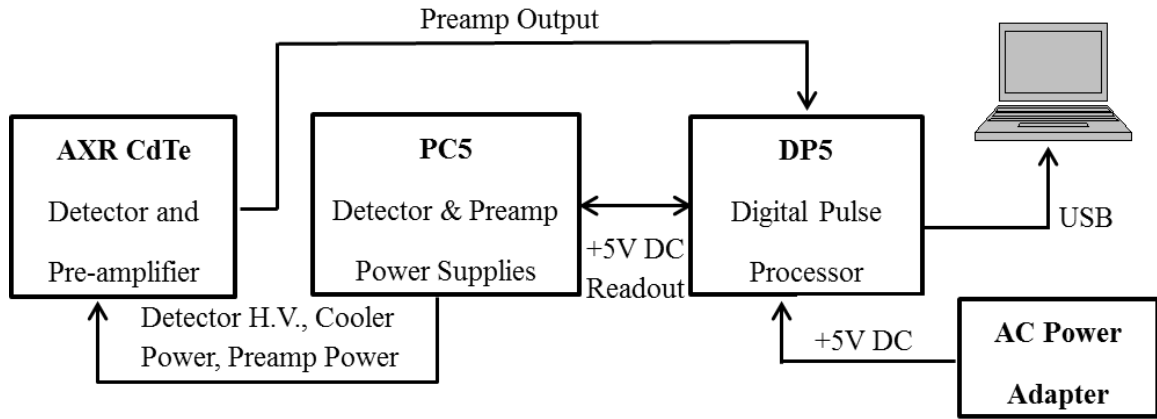 Preamp Output
AXR CdTe
Detector and
Pre-amplifier
PC5
Detector & Preamp
Power Supplies
+5V DC
Readout
DP5
Digital Pulse
Processor
USB
Detector H.V., Cooler
Power, Preamp Power
+5V DC
AC Power
Adapter